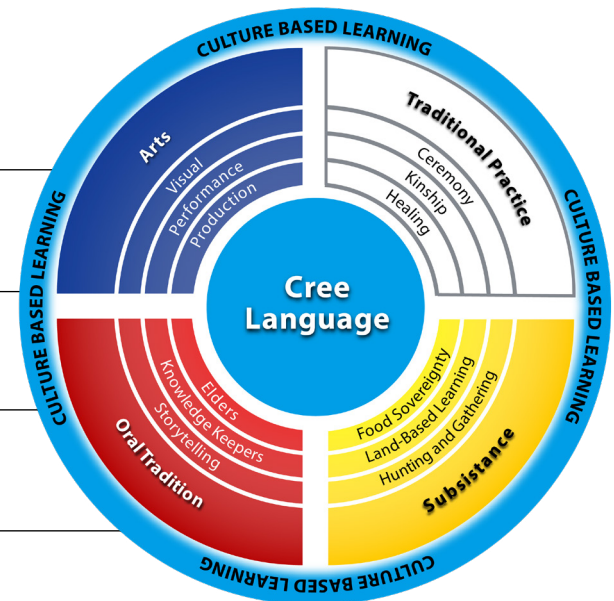 CULTURE BASED LEARNING
Arts
Visual
Performance
Production
Traditional Practice
Ceremony
Kinship
Healing
CULTURE BASED LEARNING
CULTURE BASED LEARNING
Cree
Language
Elders
Knowledge Keepers
Storytelling
Oral Tradition
Food Sovereignty
Land-Based Learning
Hunting and Gathering
Subsistance
CULTURE BASED LEARNING